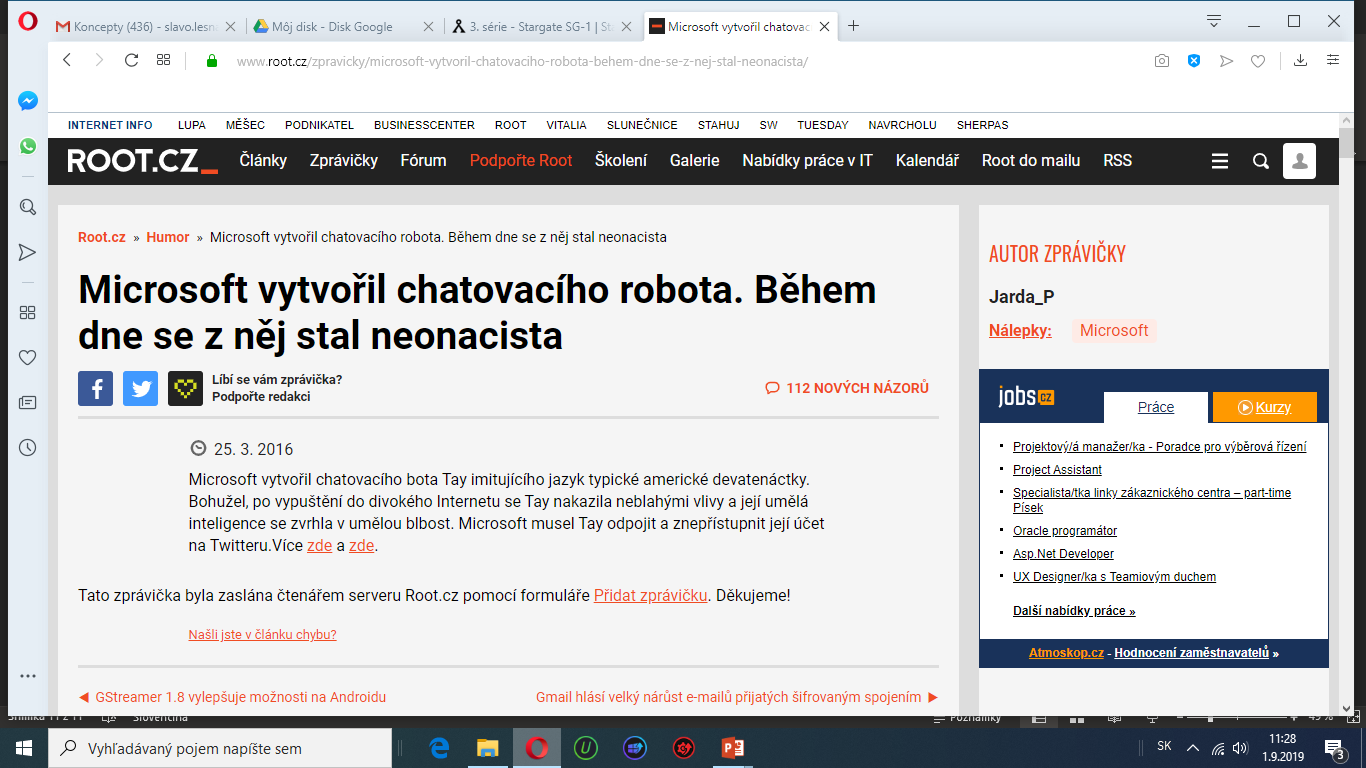 Koncepty (436) - slavo.lesn
Môj disk - Disk Google
3. série - Stargate SG-1 | St
Microsoft vytvořil chatovac
www.root.cz/zpravicky/microsoft-vytvoril-chatovaciho-robota-behem-dne-se-z-nej-stal-neonacista/
INTERNET INFO LUPA MĚŠEC PODNIKATEL BUSINESSCENTER ROOT VITALIA SLUNEČNICE STAHUJ SW TUESDAY NAVRCHOLU SHERPAS
ROOT.CZ_ Články Zprávičky Fórum Podpořte Root Školení Galerie Nabídky práce v IT Kalendář Root do mailu RSS
Root.cz » Humor » Microsoft vytvořil chatovacího robota. Během dne se z něj stal neonacista
Microsoft vytvořil chatovacího robota. Během
dne se z něj stal neonacista
Líbí se vám zprávička?
Podpořte redakci
112 NOVÝCH NÁZORŮ
25. 3. 2016
Microsoft vytvořil chatovacího bota Tay imitujícího jazyk typické americké devatenáctky.
Bohužel, po vypuštění do divokého Internetu se Tay nakazila neblahými vlivy a její umělá
inteligence se zvrhla v umělou blbost. Microsoft musel Tay odpojit a znepřístupnit její účet
na Twitteru.Více zde a zde.
Tato zprávička byla zaslána čtenářem serveru Root.cz pomocí formuláře Přidat zprávičku. Děkujeme!
Našli jste v článku chybu?
◄ GStreamer 1.8 vylepšuje možnosti na Androidu
Gmail hlásí velký nárůst e-mailů přijatých šifrovaným spojením ►
AUTOR ZPRÁVIČKY
Jarda_P
Nálepky: Microsoft
jobs CZ
Práce
Kurzy
Projektový/á manažer/ka - Poradce pro výběrová řízení
Project Assistant
Specialista/tka linky zákaznického centra – part-time
Písek
Oracle programátor
Asp.Net Developer
UX Designer/ka s Teamiovým duchem
Další nabídky práce »
Atmoskop.cz - Hodnocení zaměstnavatelů »
Snímka 11 z 11 Slovenčina
Poznámky
49 %
Vyhľadávaný pojem napíšte sem
SK
11:28
1.9.2019
3